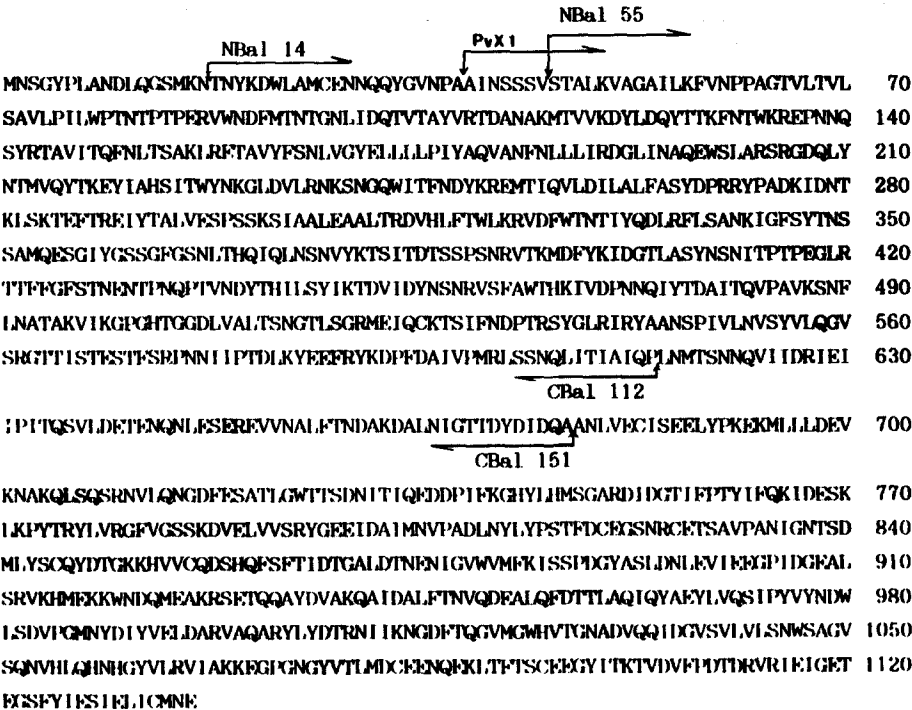 NBal 55
NBal 14
PvX1
MNSGYPLANDLQGSMKNTNYKDWLAMCENNQQYGVNPAAINSSSVSTALKVAGAILKFVNPPAGTVLTVL 70
SAVLPILWPTNTPTPERVWNDFMTNTGNLIDQTVTAYVRTDANAKMTVVKDYLDQYTTKFNTWKREPNNQ 140
SYRTAVITQFNLTSAKLRETAVYFSNLVGYELLLLPIYAQVANFNLLLIRDGLINAQEWSLARSRGDQLY 210
NTMVQYTKEYIAHSITWYNKGLDVLRNKSNGQWITFNDYKREMTIQVLDILALFASYDPRRYPADKIDNT 280
KLSKTEFTREIYTALVESPSSKSIAALEAALTRDVHLFTWLKRVDFWTNTIYQDLRFLSANKIGFSYTNS 350
SAMQESGIYGSSGFGSNLTHQIQLNSNVYKTSITDTSSPSNRVTKMDFYKIDGTLASYNSNITPTPEGLR 420
TTFFGFSTNENTPNQPTVNDYTHILSYIKTDVIDYNSNRVSFAWTHKIVDPNNQIYTDAITQVPAVKSNF 490
LNATAKVIKGPGHTGGDLVALTSNGTLSGRMEIQCKTSIFNDPTRSYGLRIRYAANSPIVLNVSYVLQGV 560
SRGTTISTESTFSRPNNIIPTDLKYEEFRYKDPFDAIVPMRLSSNQLITIAIQPLNMTSNNQVIIDRIEI 630
CBal 112
IPITQSVLDETENQNLESEREVVNALFTNDAKDALNIGTTDYDIDQAANLVECISEELYPKEKMLLLDEV 700
CBal 151
KNAKQLSQSRNVLQNGDFESATLGWTTSDNITIQEDDPIFKGHYLHMSGARDIDGTIFPTYIFQKIDESK 770
LKPYTRYLVRGFVGSSKDVELVVSRYGEEIDAIMNVPADLNYLYPSTFDCEGSNRCETSAVPANIGNTSD 840
MLYSCQYDTGKKHVVCQDSHQFSFTIDTGALDTNENIGVWVMFKISSPDGYASLDNLEVIEEGPIDGEAL 910
SRVKHMEKKWNDQMEAKRSETQQAYDVAKQAIDALFTNVQDEALQFDTTLAQIQYAEYLVQSIPYVYNDW 980
LSDVPGMNYDIYVELDARVAQARYLYDTRNIIKNGDFTQGVMGWHVTGNADVQQIDGVSVLVLSNWSAGV 1050
SQNVHLQHNHGYVLRVIAKKEGPGNGYVTLMDCEENQEKLTFTSCEEGYITKTVDVFPDTDRVRIEIGET 1120
EGSFYIESIELICMNE